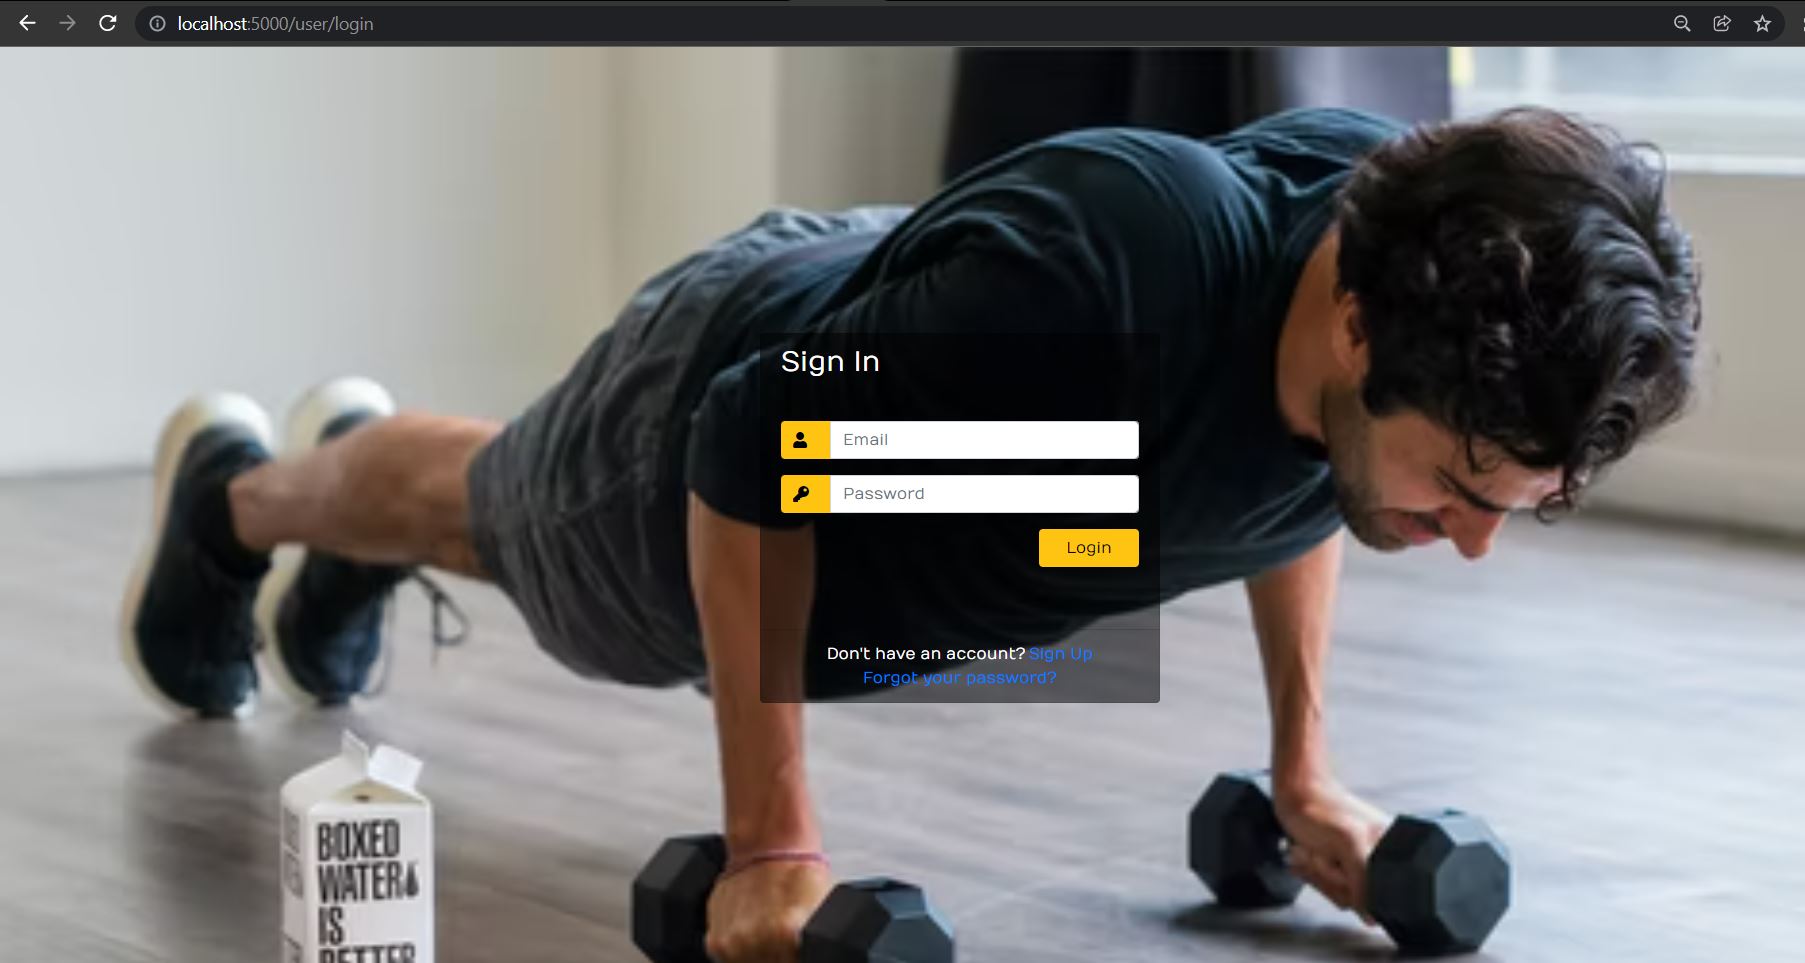 localhost:5000/user/login
Sign In
Email
Password
Login
Don't have an account? Sign Up
Forgot your password?
BOXED
WATER
IS
BETTER